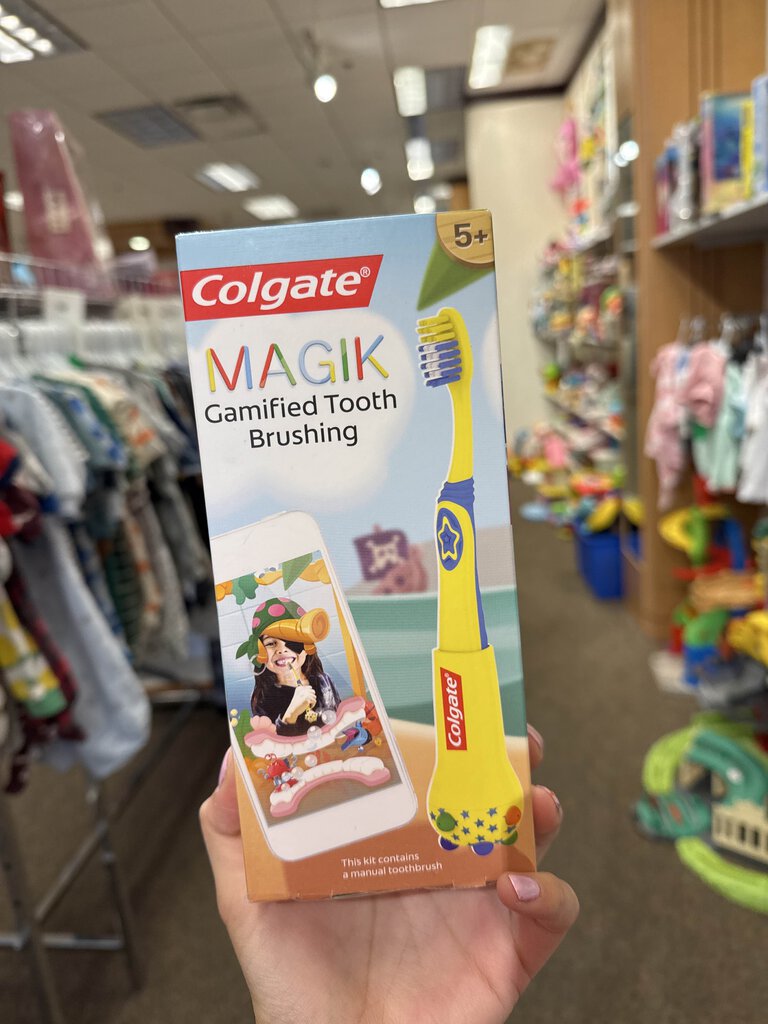 5+
Colgate®
MAGIK
Gamified Tooth
Brushing
Colgate®
This kit contains
a manual toothbrush